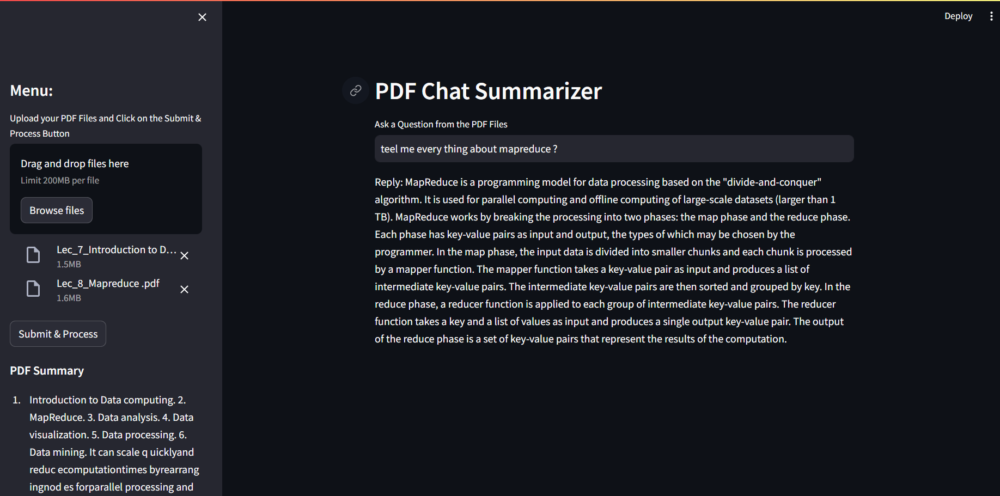 Deploy
Menu:
Upload your PDF Files and Click on the Submit &
Process Button
Drag and drop files here
Limit 200MB per file
Browse files
Lec_7_Introduction to D...
1.5MB
Lec_8_Mapreduce .pdf
1.6MB
Submit & Process
PDF Summary
1. Introduction to Data computing. 2.
MapReduce. 3. Data analysis. 4. Data
visualization. 5. Data processing. 6.
Data mining. It can scale q uicklyand
reduc ecomputationtimes byrearrang
ingnod es forparallel processing and
PDF Chat Summarizer
Ask a Question from the PDF Files
teel me every thing about mapreduce ?
Reply: MapReduce is a programming model for data processing based on the "divide-and-conquer"
algorithm. It is used for parallel computing and offline computing of large-scale datasets (larger than 1
TB). MapReduce works by breaking the processing into two phases: the map phase and the reduce phase.
Each phase has key-value pairs as input and output, the types of which may be chosen by the
programmer. In the map phase, the input data is divided into smaller chunks and each chunk is processed
by a mapper function. The mapper function takes a key-value pair as input and produces a list of
intermediate key-value pairs. The intermediate key-value pairs are then sorted and grouped by key. In the
reduce phase, a reducer function is applied to each group of intermediate key-value pairs. The reducer
function takes a key and a list of values as input and produces a single output key-value pair. The output
of the reduce phase is a set of key-value pairs that represent the results of the computation.